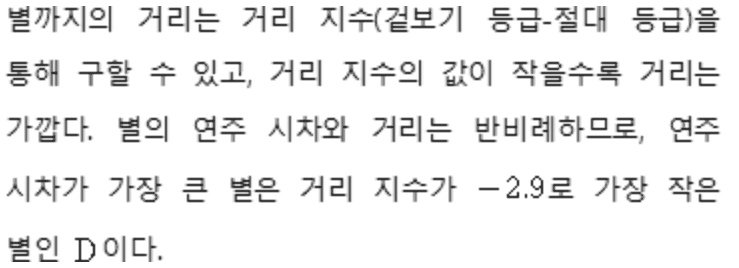 별까지의 거리는 거리 지수(겉보기 등급-절대 등급)을
통해 구할 수 있고, 거리 지수의 값이 작을수록 거리는
가깝다. 별의 연주 시차와 거리는 반비례하므로, 연주
시차가 가장 큰 별은 거리 지수가 −2.9로 가장 작은
별인 D이다.